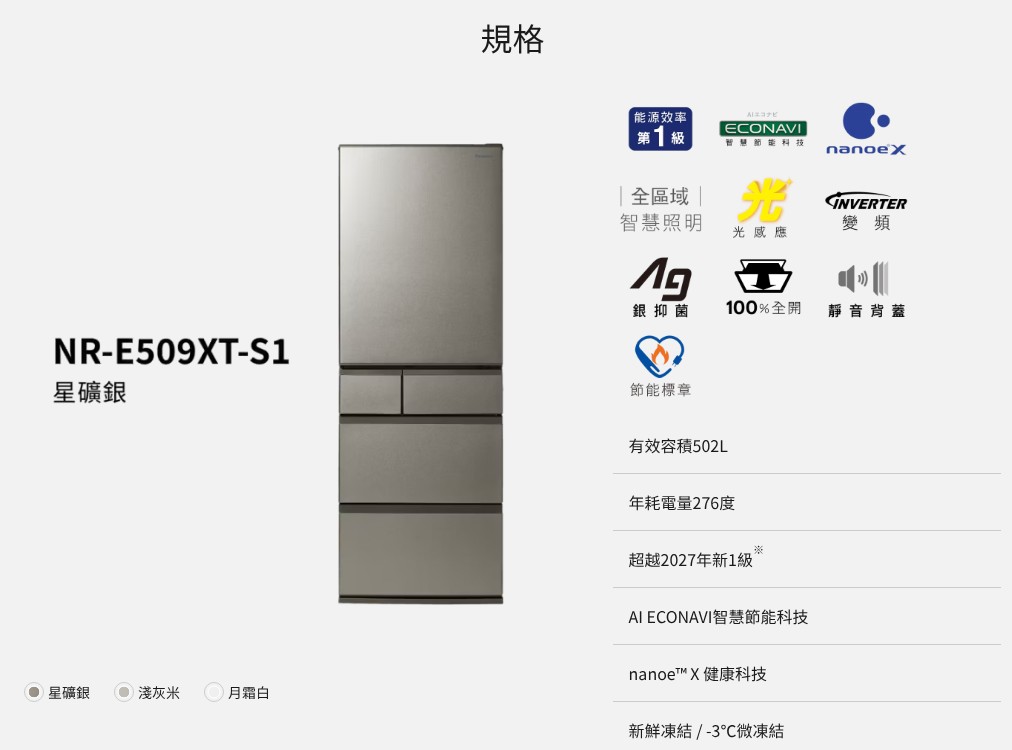 規格
能源效率
第1級
AIエコナビ
ECONAVI
智慧節能科技
nanoeX
全區域
智慧照明
光
光感應
INVERTER
變頻
Ag
銀抑菌
100%全開
靜音背蓋
節能標章
NR-E509XT-S1
星礦銀
有效容積502L
年耗電量276度
超越2027年新1級※
AI ECONAVI智慧節能科技
nanoe™ X 健康科技
新鮮凍結 / -3℃微凍結
星礦銀
淺灰米
月霜白